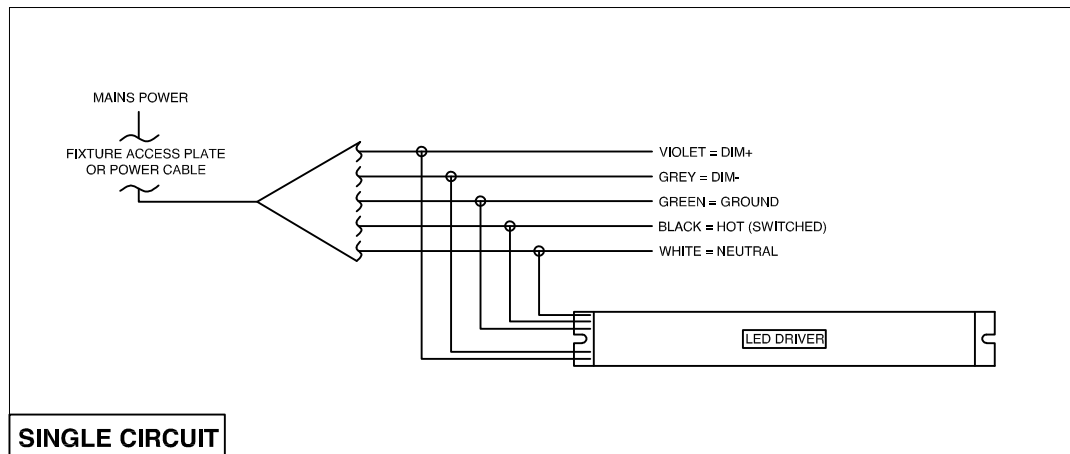 MAINS POWER
FIXTURE ACCESS PLATE
OR POWER CABLE
VIOLET = DIM+
GREY = DIM-
GREEN = GROUND
BLACK = HOT (SWITCHED)
WHITE = NEUTRAL
LED DRIVER
SINGLE CIRCUIT